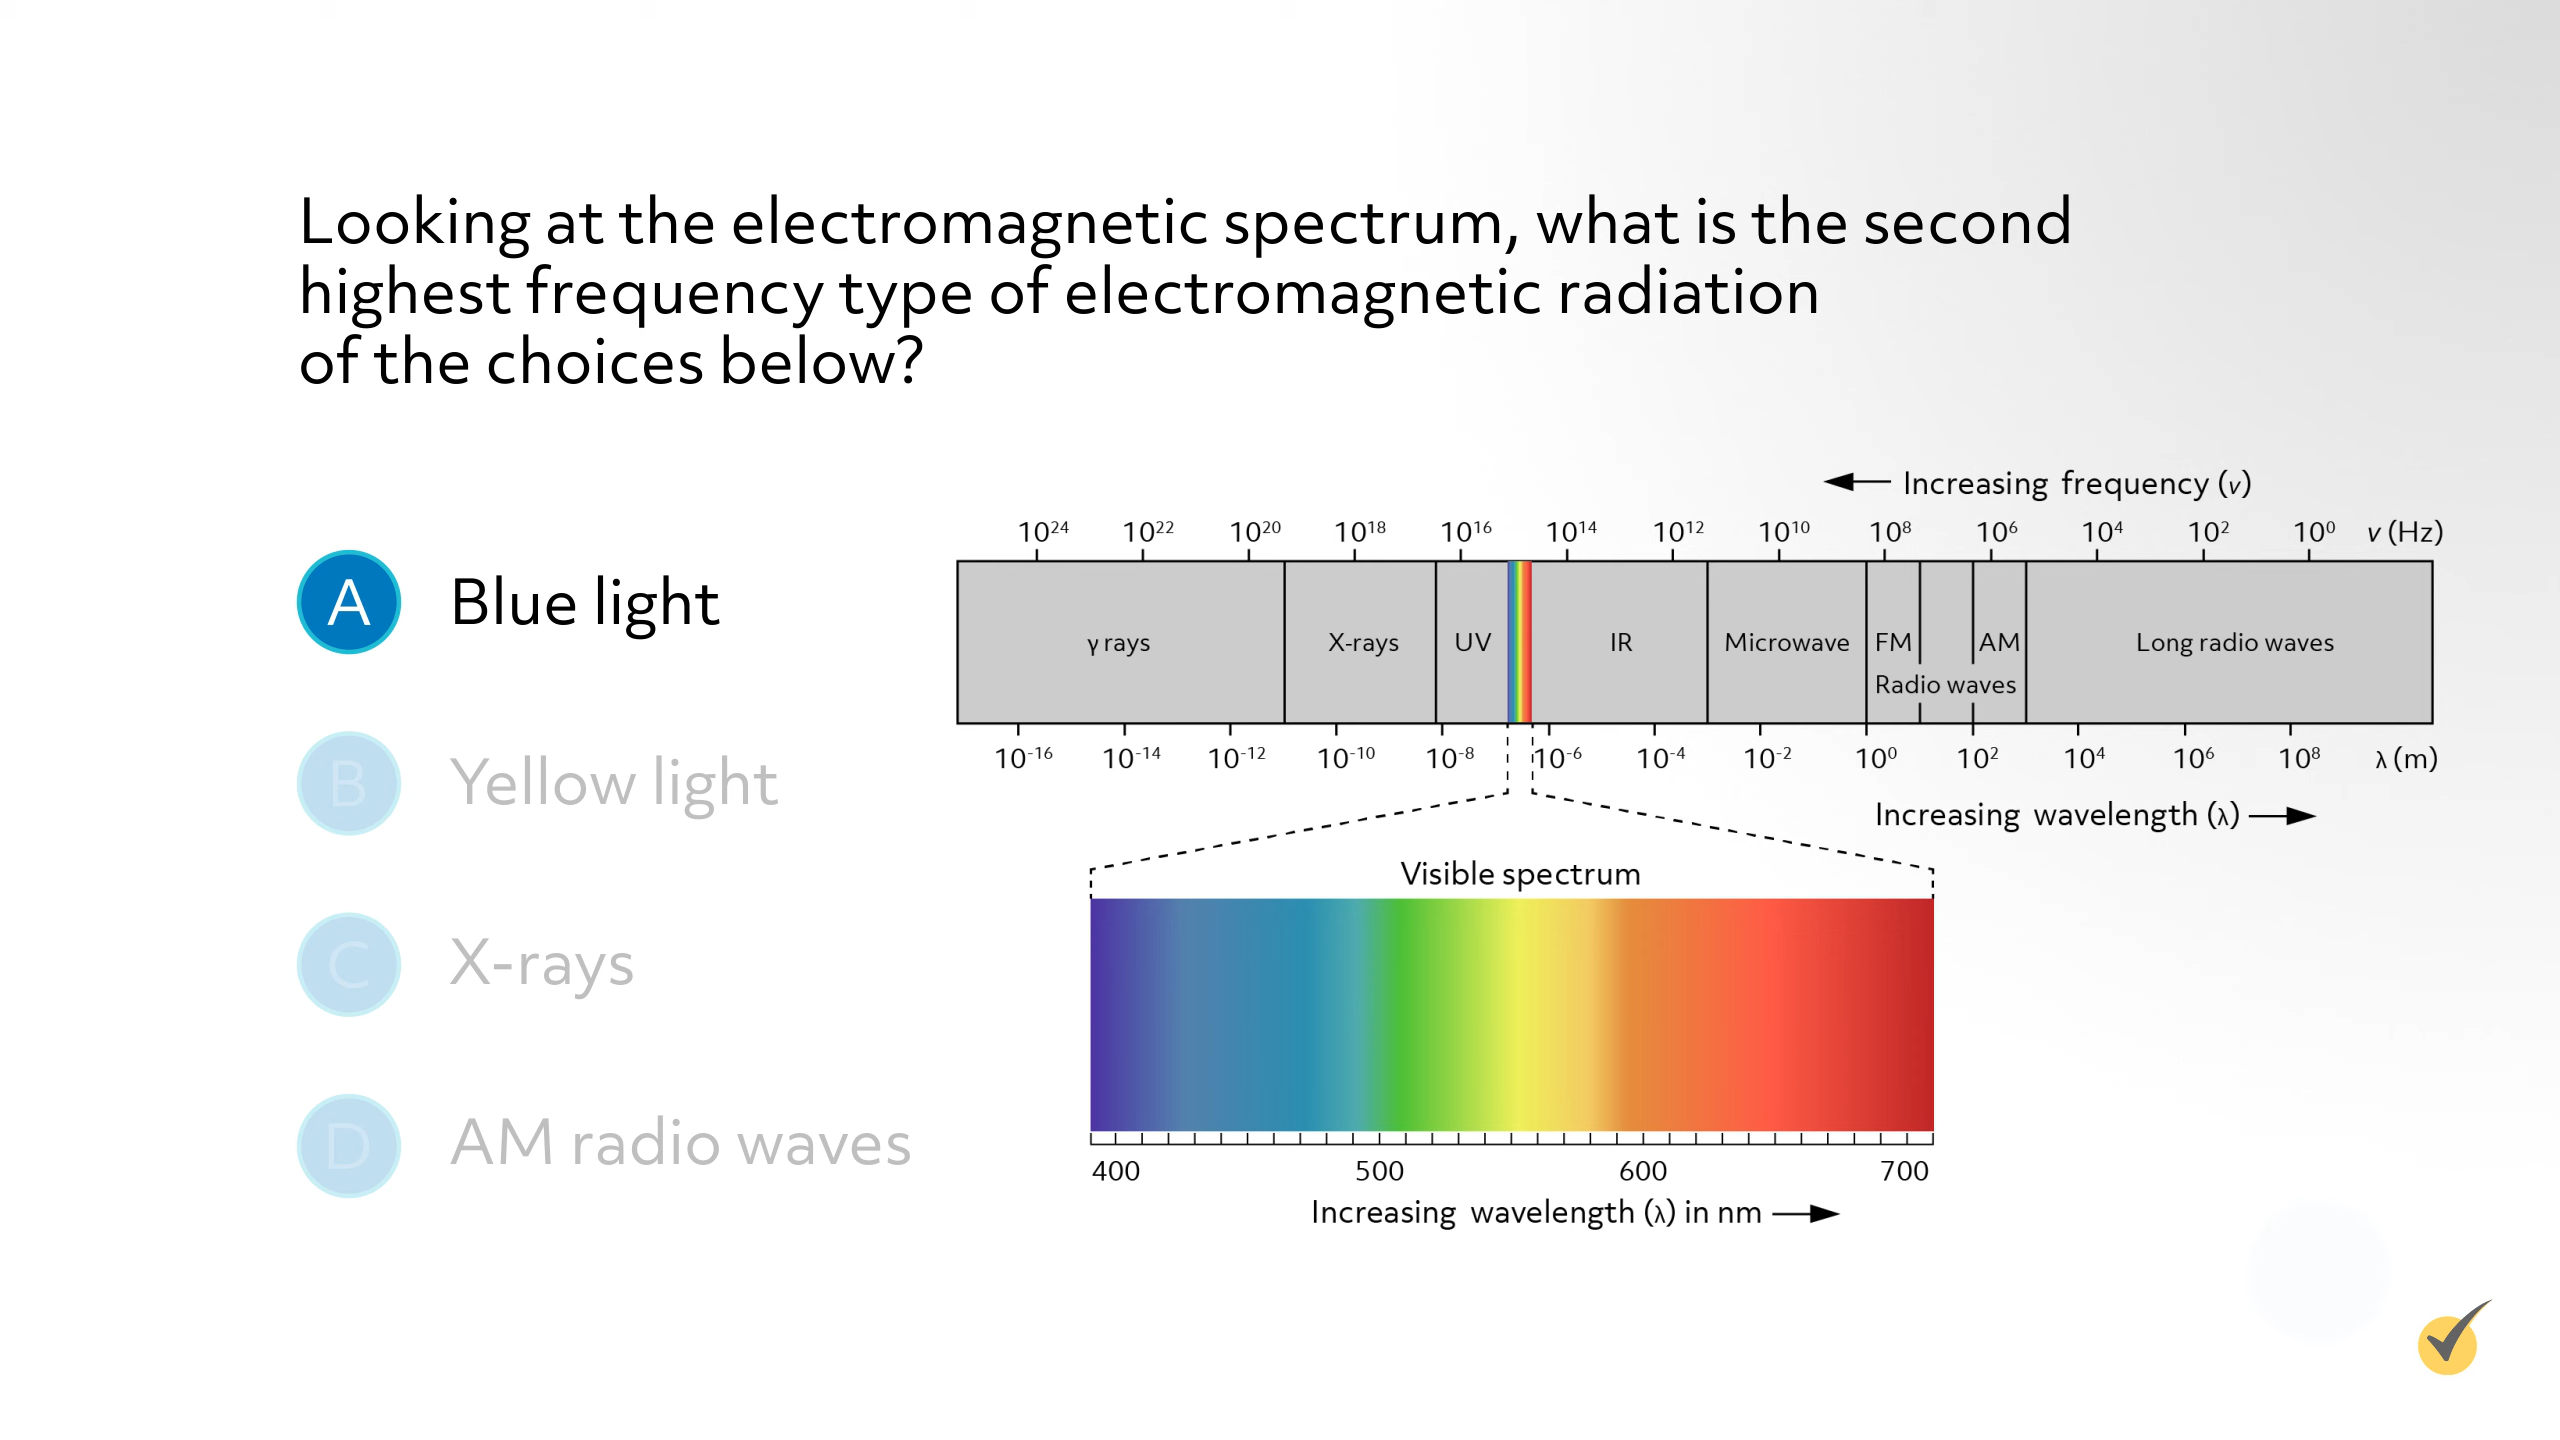 Looking at the electromagnetic spectrum, what is the second
highest frequency type of electromagnetic radiation
of the choices below?
A Blue light
B Yellow light
C X-rays
D AM radio waves
Increasing frequency (v)
10²⁴ 10²² 10²⁰ 10¹⁸ 10¹⁶ 10¹⁴ 10¹² 10¹⁰ 10⁸ 10⁶ 10⁴ 10² 10⁰ v (Hz)
γ rays X-rays UV IR Microwave FM AM Long radio waves
Radio waves
10⁻¹⁶ 10⁻¹⁴ 10⁻¹² 10⁻¹⁰ 10⁻⁸ 10⁻⁶ 10⁻⁴ 10⁻² 10⁰ 10² 10⁴ 10⁶ 10⁸ λ (m)
Increasing wavelength (λ)
Visible spectrum
400 500 600 700
Increasing wavelength (λ) in nm